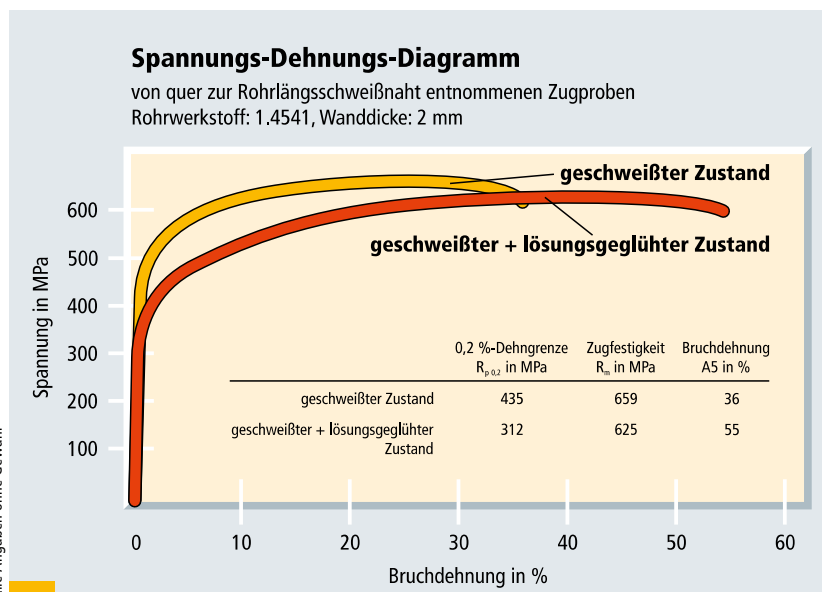 Spannungs-Dehnungs-Diagramm
von quer zur Rohrlängsschweißnaht entnommenen Zugproben
Rohrwerkstoff: 1.4541, Wanddicke: 2 mm
geschweißter Zustand
geschweißter + lösungsgeglühter Zustand
Spannung in MPa
600
500
400
300
200
100
0,2 %-Dehngrenze Zugfestigkeit Bruchdehnung
Rp 0,2 in MPa Rm in MPa A5 in %
geschweißter Zustand 435 659 36
geschweißter + lösungsgeglühter 312 625 55
Zustand
0 10 20 30 40 50 60
Bruchdehnung in %